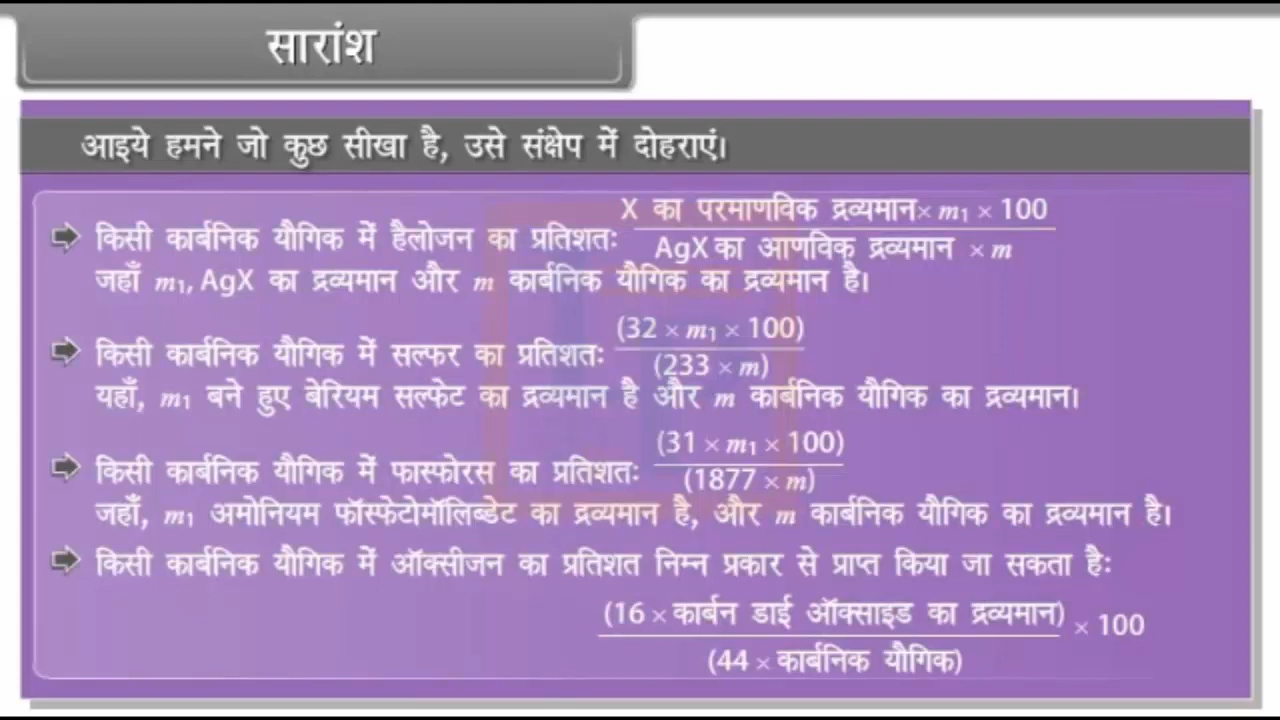 सारांश
आइये हमने जो कुछ सीखा है, उसे संक्षेप में दोहराएं।
किसी कार्बनिक यौगिक में हैलोजन का प्रतिशतः X का परमाणविक द्रव्यमान× m₁ × 100
AgX का आणविक द्रव्यमान × m
जहाँ m₁, AgX का द्रव्यमान और m कार्बनिक यौगिक का द्रव्यमान है।
किसी कार्बनिक यौगिक में सल्फर का प्रतिशतः (32 × m₁ × 100)
(233 × m)
यहाँ, m₁ बने हुए बेरियम सल्फेट का द्रव्यमान है और m कार्बनिक यौगिक का द्रव्यमान।
किसी कार्बनिक यौगिक में फास्फोरस का प्रतिशतः (31 × m₁ × 100)
(1877 × m)
जहाँ, m₁ अमोनियम फॉस्फेटोमॉलिब्डेट का द्रव्यमान है, और m कार्बनिक यौगिक का द्रव्यमान है।
किसी कार्बनिक यौगिक में ऑक्सीजन का प्रतिशत निम्न प्रकार से प्राप्त किया जा सकता हैः
(16 × कार्बन डाई ऑक्साइड का द्रव्यमान) × 100
(44 × कार्बनिक यौगिक)